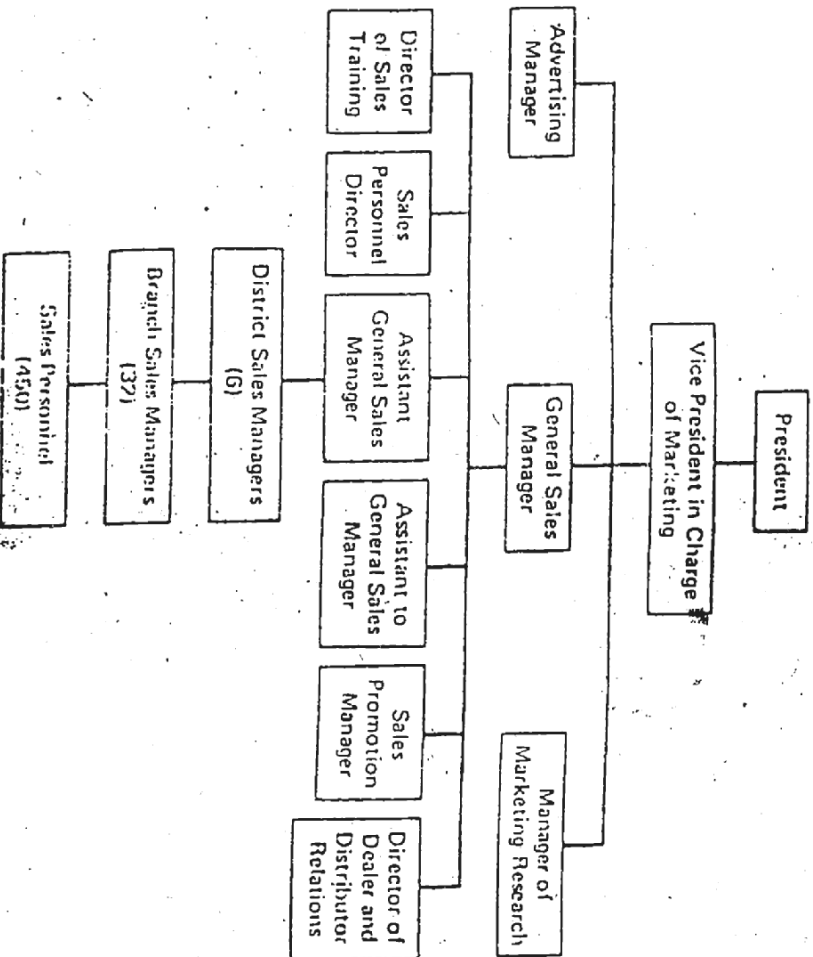 President
Vice President in Charge
of Marketing
Advertising
Manager
General Sales
Manager
Manager of
Marketing Research
Director
of Sales
Training
Sales
Personnel
Director
Assistant
General Sales
Manager
Assistant to
General Sales
Manager
Sales
Promotion
Manager
Director of
Dealer and
Distributor
Relations
District Sales Managers
(6)
Branch Sales Managers
(32)
Sales Personnel
(450)